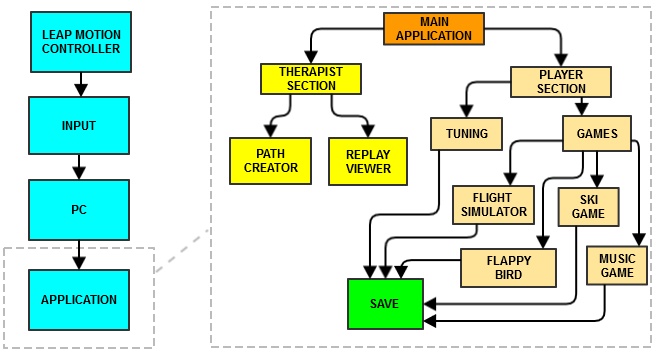 LEAP MOTION
CONTROLLER
INPUT
PC
APPLICATION
MAIN
APPLICATION
THERAPIST
SECTION
PLAYER
SECTION
PATH
CREATOR
REPLAY
VIEWER
TUNING
GAMES
FLIGHT
SIMULATOR
SKI
GAME
FLAPPY
BIRD
MUSIC
GAME
SAVE